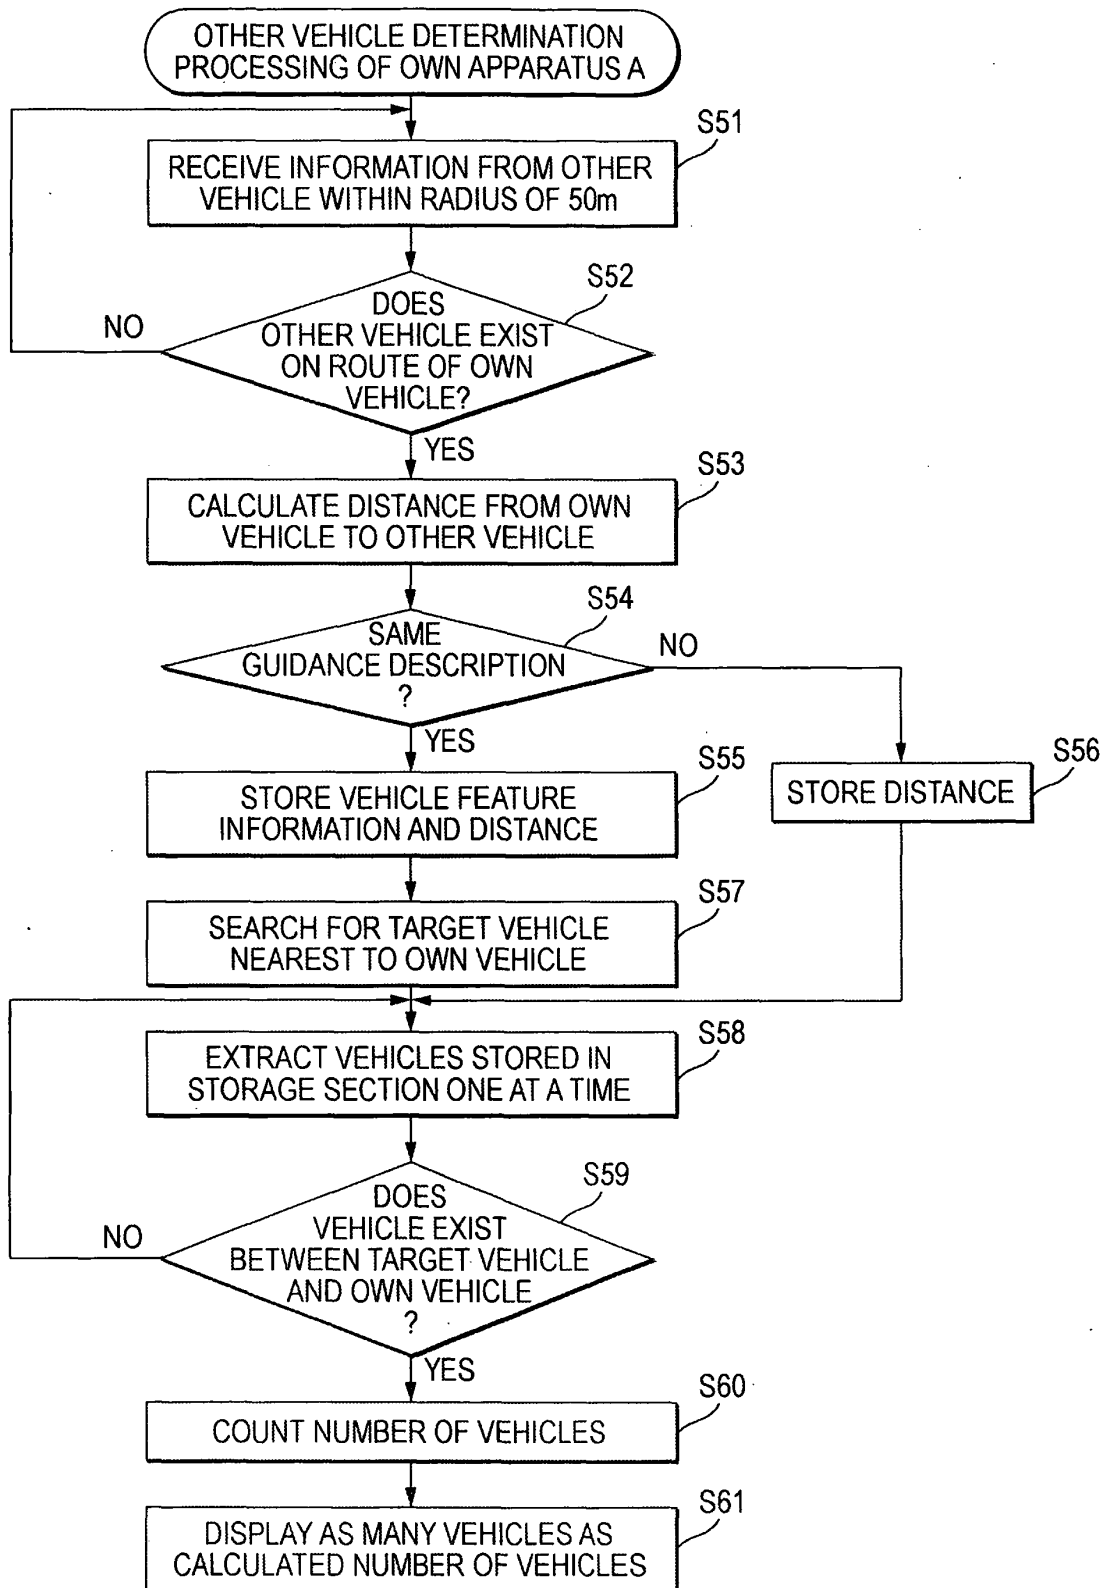 OTHER VEHICLE DETERMINATION
PROCESSING OF OWN APPARATUS A
S51
RECEIVE INFORMATION FROM OTHER
VEHICLE WITHIN RADIUS OF 50m
S52
DOES
OTHER VEHICLE EXIST
ON ROUTE OF OWN
VEHICLE?
NO
YES
S53
CALCULATE DISTANCE FROM OWN
VEHICLE TO OTHER VEHICLE
S54
SAME
GUIDANCE DESCRIPTION
?
NO
YES
S55
STORE VEHICLE FEATURE
INFORMATION AND DISTANCE
S56
STORE DISTANCE
S57
SEARCH FOR TARGET VEHICLE
NEAREST TO OWN VEHICLE
S58
EXTRACT VEHICLES STORED IN
STORAGE SECTION ONE AT A TIME
S59
DOES
VEHICLE EXIST
BETWEEN TARGET VEHICLE
AND OWN VEHICLE
?
NO
YES
S60
COUNT NUMBER OF VEHICLES
S61
DISPLAY AS MANY VEHICLES AS
CALCULATED NUMBER OF VEHICLES